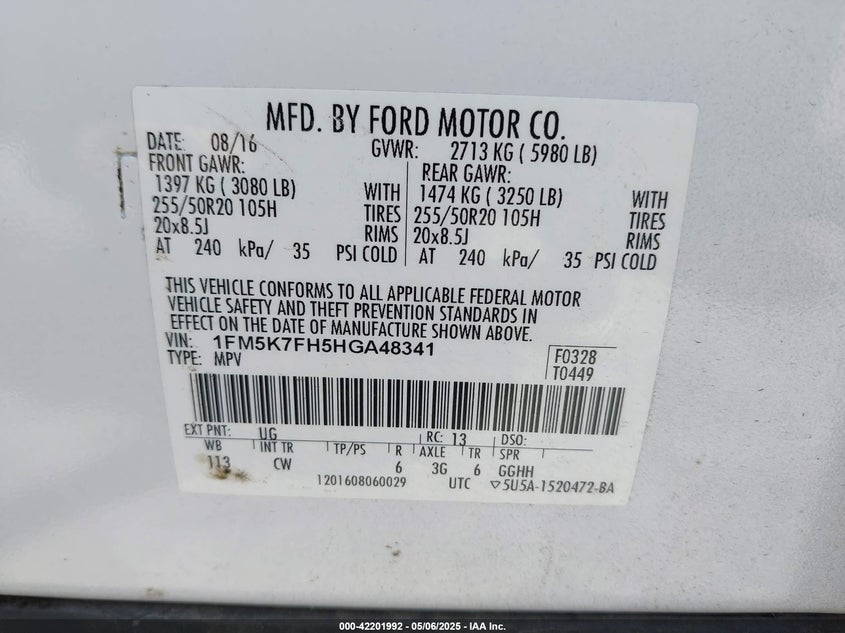 MFD. BY FORD MOTOR CO.
DATE: 08/16 GVWR: 2713 KG ( 5980 LB)
FRONT GAWR: REAR GAWR:
1397 KG ( 3080 LB) WITH 1474 KG ( 3250 LB) WITH
255/50R20 105H TIRES 255/50R20 105H TIRES
20x8.5J RIMS 20x8.5J RIMS
AT 240 kPa/ 35 PSI COLD AT 240 kPa/ 35 PSI COLD
THIS VEHICLE CONFORMS TO ALL APPLICABLE FEDERAL MOTOR
VEHICLE SAFETY AND THEFT PREVENTION STANDARDS IN
EFFECT ON THE DATE OF MANUFACTURE SHOWN ABOVE.
VIN: 1FM5K7FH5HGA48341
TYPE: MPV
F0328
T0449
EXT PNT: UG RC: 13 DSO:
WB INT TR TP/PS R AXLE TR SPR
113 CW 6 3G 6 GGHH
1201608060029 UTC ▽5U5A-1520472-BA
000-42201992 - 05/06/2025 - IAA Inc.